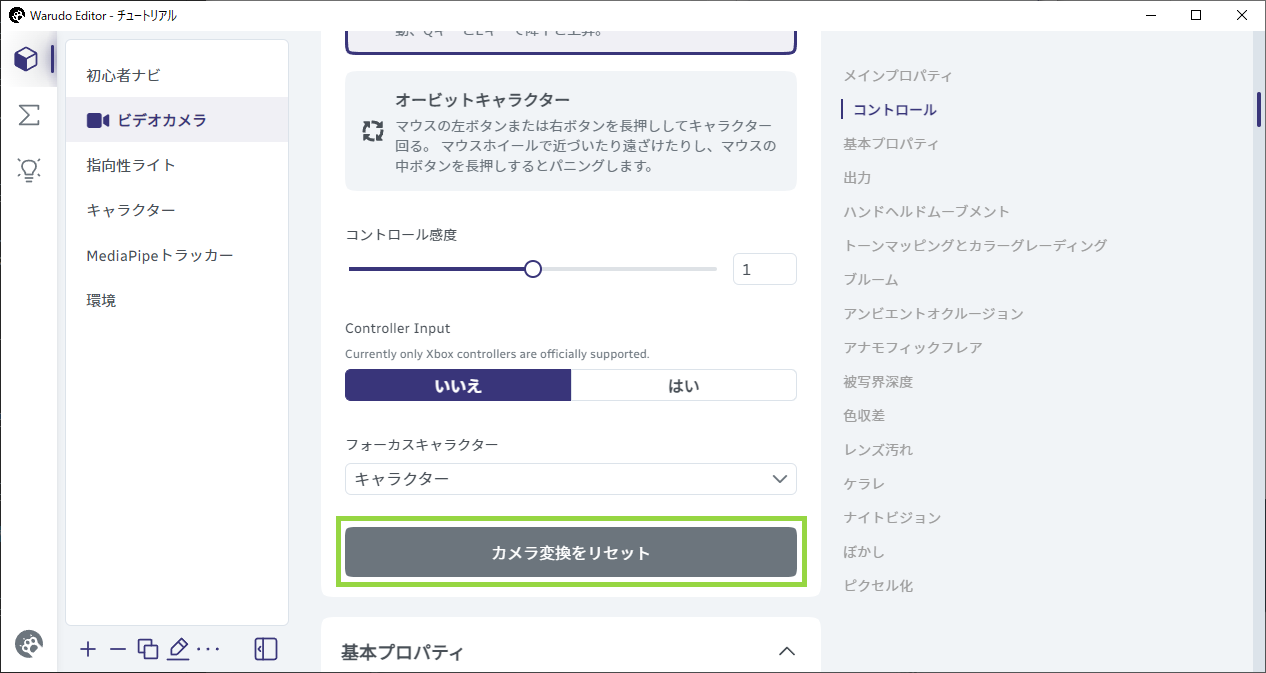 Warudo Editor - チュートリアル
初心者ナビ
ビデオカメラ
指向性ライト
キャラクター
MediaPipeトラッカー
環境
オービットキャラクター
マウスの左ボタンまたは右ボタンを長押ししてキャラクター
回る。 マウスホイールで近づいたり遠ざけたりし、マウスの
中ボタンを長押しするとパニングします。
コントロール感度
1
Controller Input
Currently only Xbox controllers are officially supported.
いいえ
はい
フォーカスキャラクター
キャラクター
カメラ変換をリセット
基本プロパティ
メインプロパティ
コントロール
基本プロパティ
出力
ハンドヘルドムーブメント
トーンマッピングとカラーグレーディング
ブルーム
アンビエントオクルージョン
アナモフィックフレア
被写界深度
色収差
レンズ汚れ
ケラレ
ナイトビジョン
ぼかし
ピクセル化